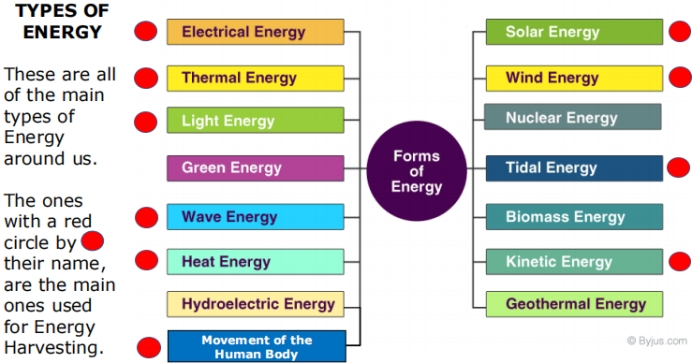 TYPES OF
ENERGY
These are all
of the main
types of
Energy
around us.
The ones
with a red
circle by
their name,
are the main
ones used
for Energy
Harvesting.
Electrical Energy
Thermal Energy
Light Energy
Green Energy
Wave Energy
Heat Energy
Hydroelectric Energy
Movement of the
Human Body
Forms
of
Energy
Solar Energy
Wind Energy
Nuclear Energy
Tidal Energy
Biomass Energy
Kinetic Energy
Geothermal Energy
© Byjus.com